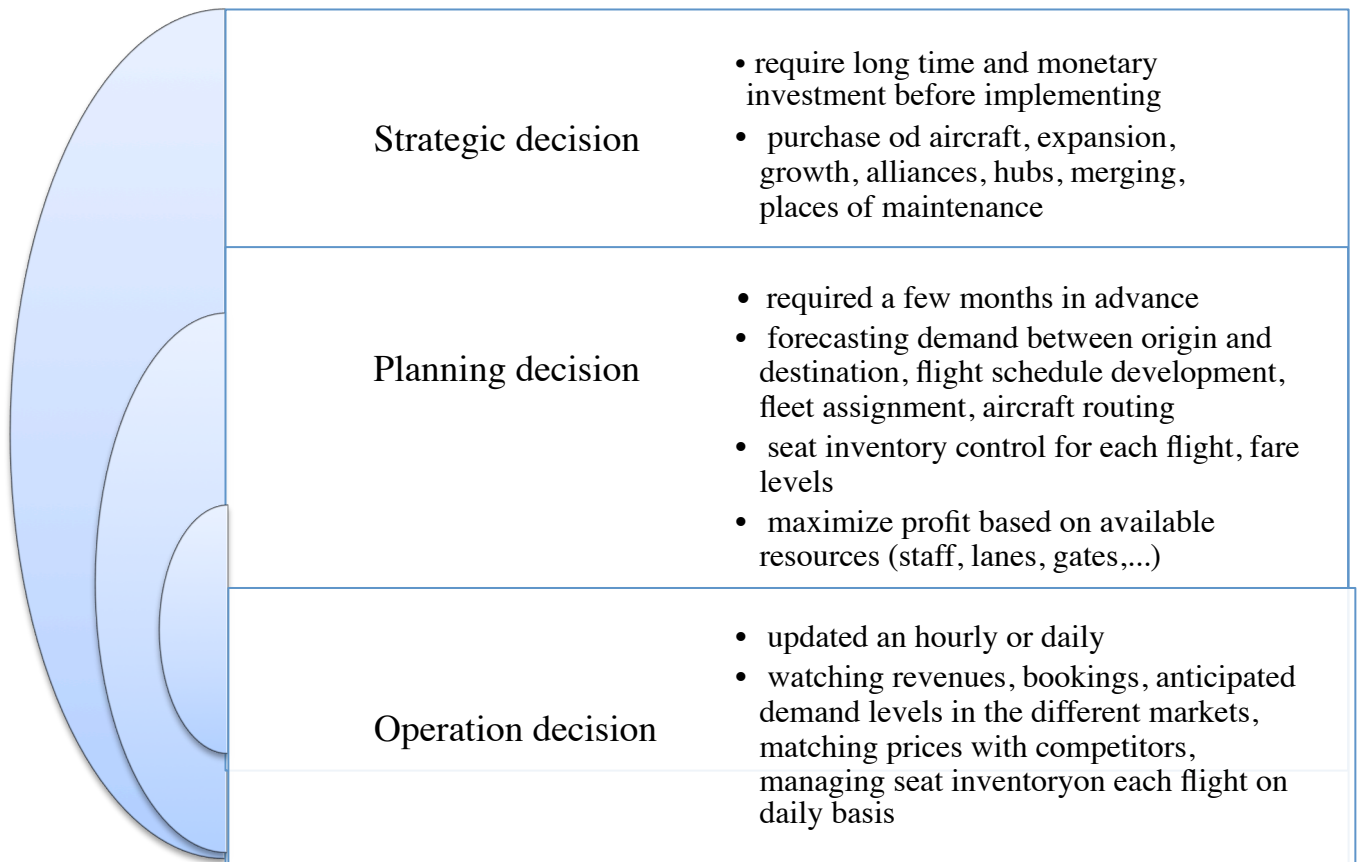 Strategic decision
• require long time and monetary
investment before implementing
• purchase od aircraft, expansion,
growth, alliances, hubs, merging,
places of maintenance
Planning decision
• required a few months in advance
• forecasting demand between origin and
destination, flight schedule development,
fleet assignment, aircraft routing
• seat inventory control for each flight, fare
levels
• maximize profit based on available
resources (staff, lanes, gates,...)
Operation decision
• updated an hourly or daily
• watching revenues, bookings, anticipated
demand levels in the different markets,
matching prices with competitors,
managing seat inventoryon each flight on
daily basis